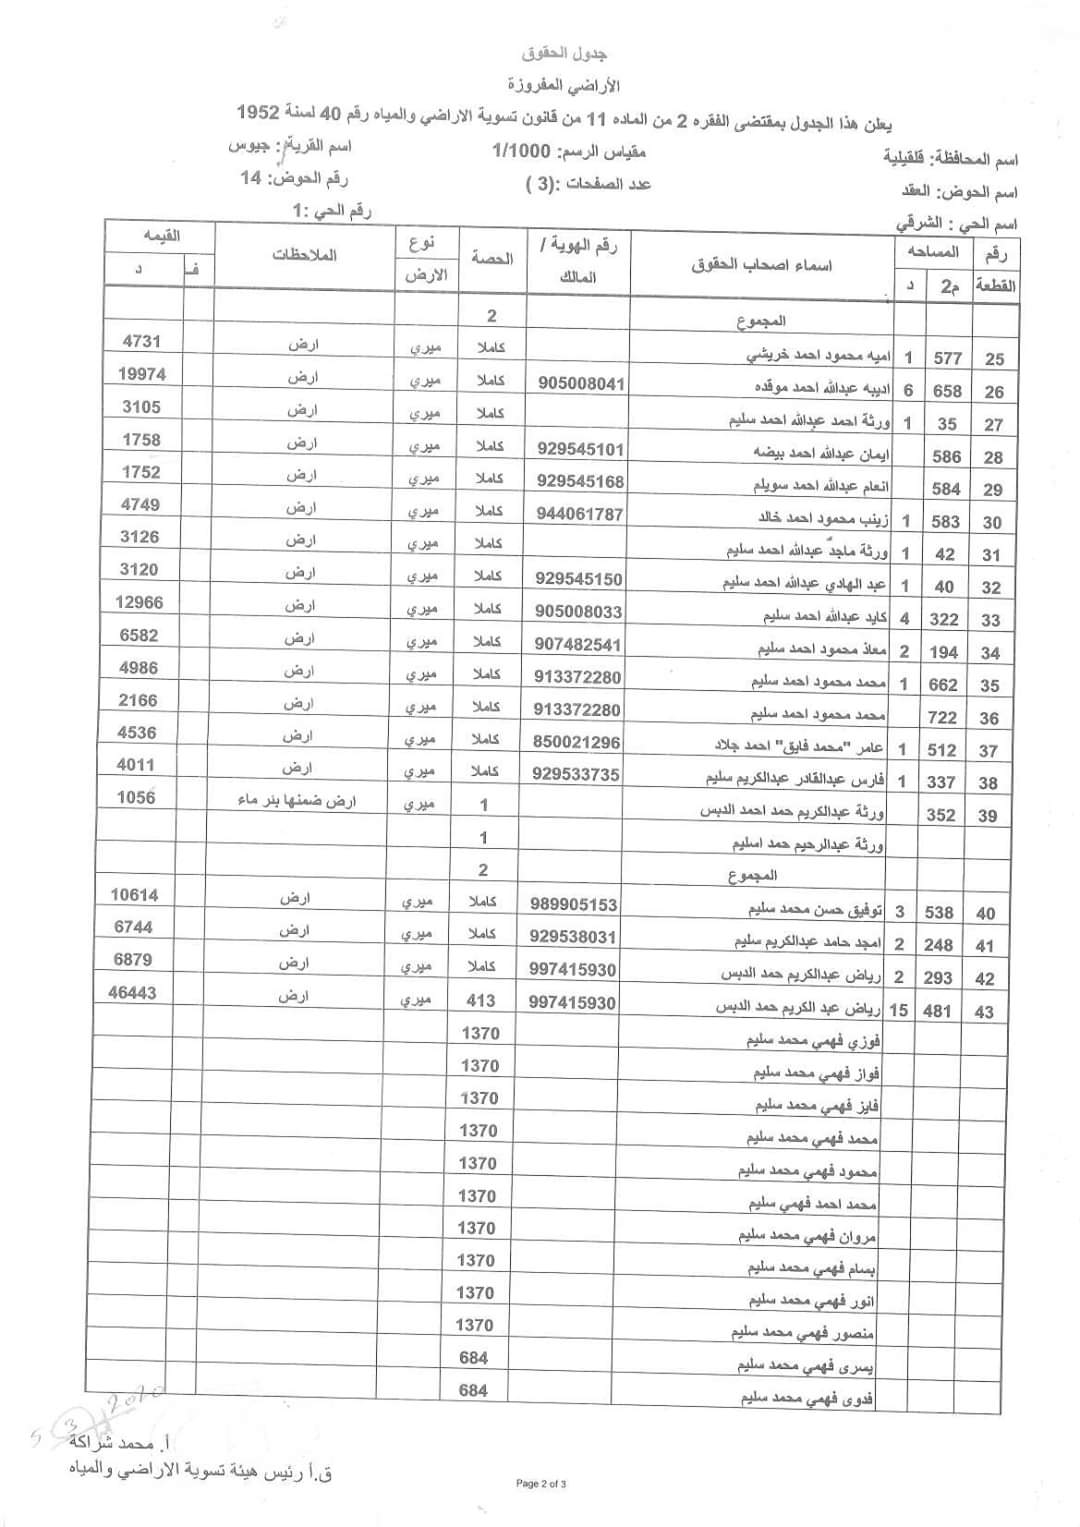 جدول الحقوق
الأراضي المفروزة
يعلن هذا الجدول بمقتضى الفقره 2 من الماده 11 من قانون تسوية الاراضي والمياه رقم 40 لسنة 1952
اسم المحافظة: قلقيلية مقياس الرسم: 1/1000 اسم القرية: جيوس
اسم الحوض: العقد عدد الصفحات :(3 ) رقم الحوض: 14
اسم الحي : الشرقي رقم الحي :1
رقم القطعة المساحه م2 د اسماء اصحاب الحقوق رقم الهوية / المالك الحصة نوع الارض الملاحظات القيمه ف د
المجموع 2
25 577 1 اميه محمود احمد خريشي كاملا ميري ارض 4731
26 658 6 اديبه عبدالله احمد موقده 905008041 كاملا ميري ارض 19974
27 35 1 ورثة احمد عبدالله احمد سليم كاملا ميري ارض 3105
28 586 ايمان عبدالله احمد بيضه 929545101 كاملا ميري ارض 1758
29 584 انعام عبدالله احمد سويلم 929545168 كاملا ميري ارض 1752
30 583 1 زينب محمود احمد خالد 944061787 كاملا ميري ارض 4749
31 42 1 ورثة ماجد عبدالله احمد سليم كاملا ميري ارض 3126
32 40 1 عبد الهادي عبدالله احمد سليم 929545150 كاملا ميري ارض 3120
33 322 4 كايد عبدالله احمد سليم 905008033 كاملا ميري ارض 12966
34 194 2 معاذ محمود احمد سليم 907482541 كاملا ميري ارض 6582
35 662 1 محمد محمود احمد سليم 913372280 كاملا ميري ارض 4986
36 722 محمد محمود احمد سليم 913372280 كاملا ميري ارض 2166
37 512 1 عامر "محمد فايق" احمد جلاد 850021296 كاملا ميري ارض 4536
38 337 1 فارس عبدالقادر عبدالكريم سليم 929533735 كاملا ميري ارض 4011
39 352 ورثة عبدالكريم حمد احمد الدبس 1 ميري ارض ضمنها بئر ماء 1056
ورثة عبدالرحيم حمد اسليم 1
المجموع 2
40 538 3 توفيق حسن محمد سليم 989905153 كاملا ميري ارض 10614
41 248 2 امجد حامد عبدالكريم سليم 929538031 كاملا ميري ارض 6744
42 293 2 رياض عبدالكريم حمد الدبس 997415930 كاملا ميري ارض 6879
43 481 15 رياض عبد الكريم حمد الدبس 997415930 413 ميري ارض 46443
فوزي فهمي محمد سليم 1370
فواز فهمي محمد سليم 1370
فايز فهمي محمد سليم 1370
محمد فهمي محمد سليم 1370
محمود فهمي محمد سليم 1370
محمد احمد فهمي سليم 1370
مروان فهمي محمد سليم 1370
بسام فهمي محمد سليم 1370
انور فهمي محمد سليم 1370
منصور فهمي محمد سليم 1370
يسرى فهمي محمد سليم 684
فدوى فهمي محمد سليم 684
5 3 2020
أ. محمد شراكة
ق.أ رئيس هيئة تسوية الاراضي والمياه
Page 2 of 3